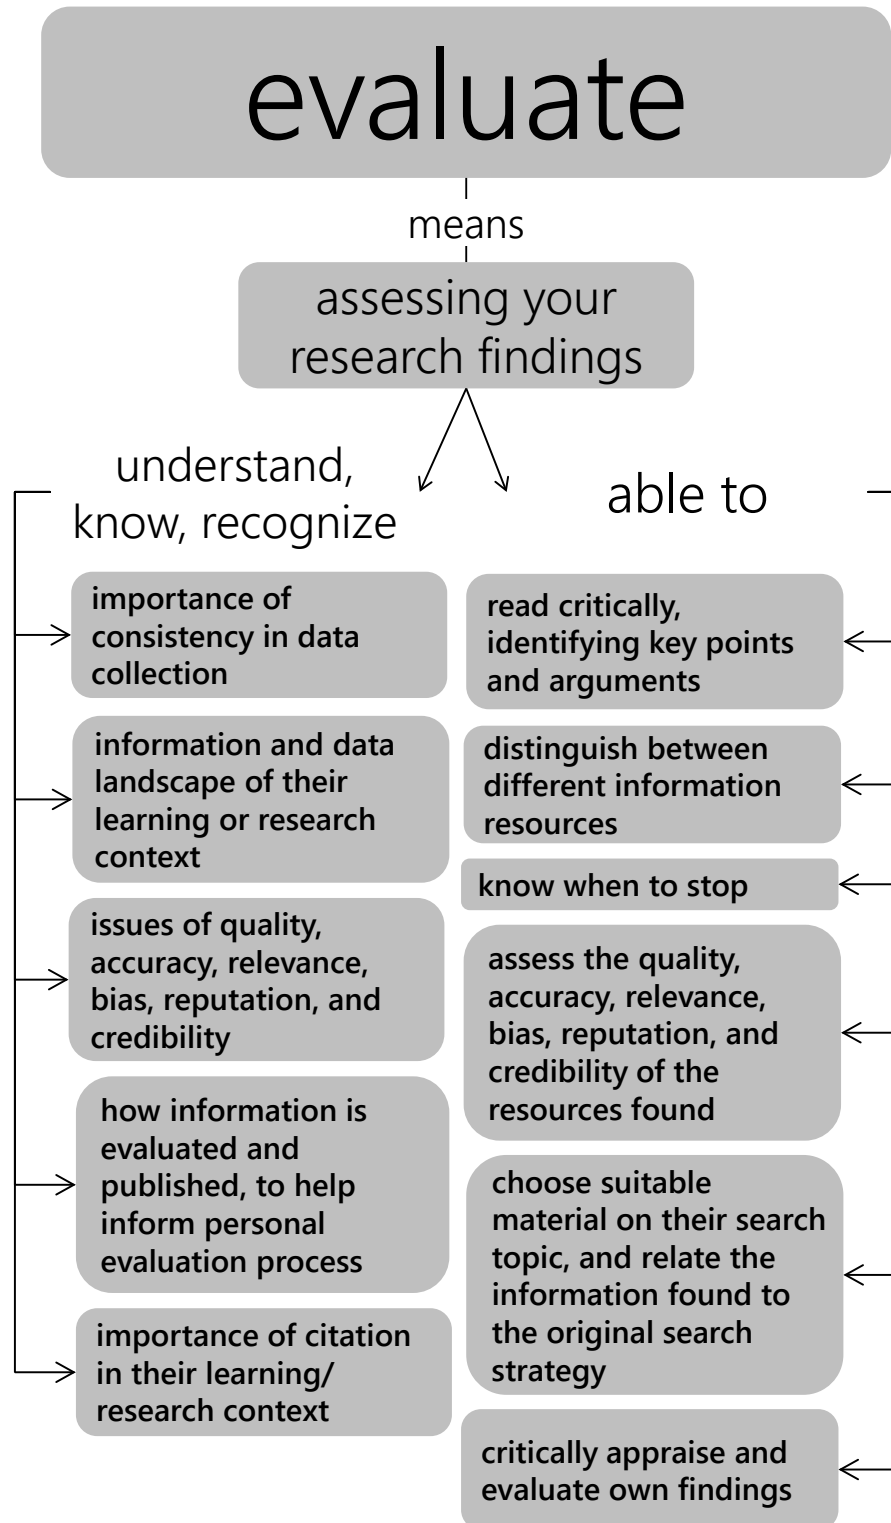 evaluate
means
assessing your
research findings
understand,
know, recognize
importance of
consistency in data
collection
information and data
landscape of their
learning or research
context
issues of quality,
accuracy, relevance,
bias, reputation, and
credibility
how information is
evaluated and
published, to help
inform personal
evaluation process
importance of citation
in their learning/
research context
able to
read critically,
identifying key points
and arguments
distinguish between
different information
resources
know when to stop
assess the quality,
accuracy, relevance,
bias, reputation, and
credibility of the
resources found
choose suitable
material on their search
topic, and relate the
information found to
the original search
strategy
critically appraise and
evaluate own findings